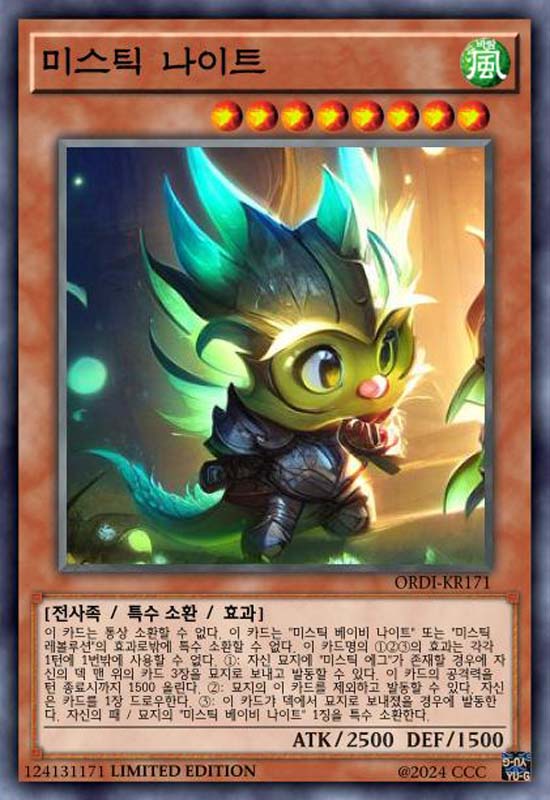 미스틱 나이트
바람
風
ORDI-KR171
[전사족 / 특수 소환 / 효과]
이 카드는 통상 소환할 수 없다. 이 카드는 "미스틱 베이비 나이트" 또는 "미스틱
레볼루션"의 효과로밖에 특수 소환할 수 없다. 이 카드명의 ①②③의 효과는 각각
1턴에 1번밖에 사용할 수 없다. ①: 자신 묘지에 "미스틱 에그"가 존재할 경우에 자
신의 덱 맨 위의 카드 3장을 묘지로 보내고 발동할 수 있다. 이 카드의 공격력을
턴 종료시까지 1500 올린다. ②: 묘지의 이 카드를 제외하고 발동할 수 있다. 자신
은 카드를 1장 드로우한다. ③: 이 카드가 덱에서 묘지로 보내졌을 경우에 발동한
다. 자신의 패 / 묘지의 "미스틱 베이비 나이트" 1장을 특수 소환한다.
ATK/2500 DEF/1500
124131171 LIMITED EDITION
@2024 CCC
YU-G